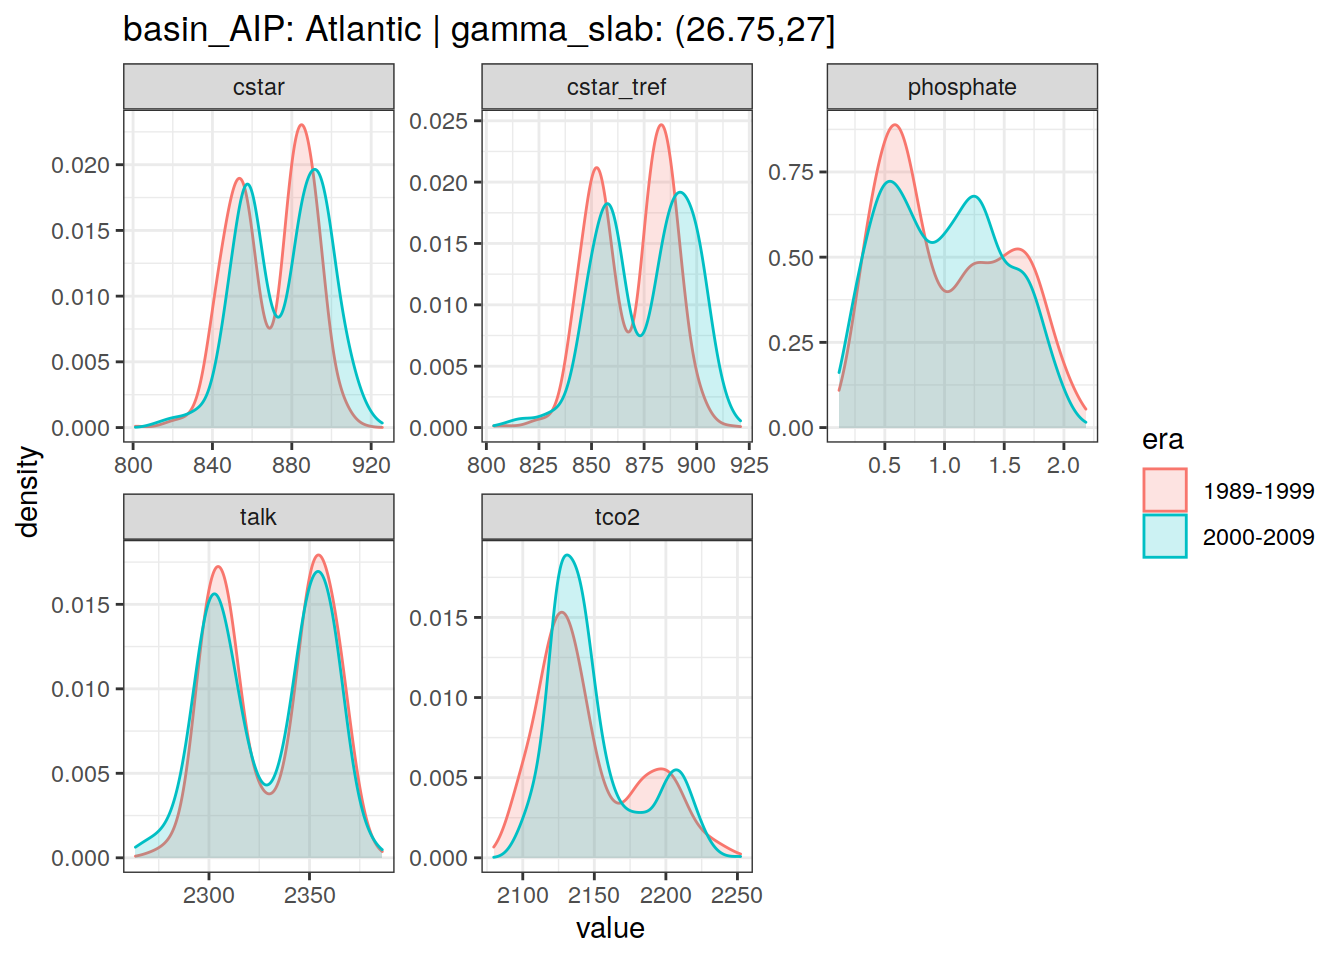 basin_AIP: Atlantic | gamma_slab: (26.75,27]
cstar
cstar_tref
phosphate
0.020
0.015
0.010
0.005
0.000
800 840 880 920
0.025
0.020
0.015
0.010
0.005
0.000
800 825 850 875 900 925
0.75
0.50
0.25
0.00
0.5 1.0 1.5 2.0
density
talk
tco2
0.015
0.010
0.005
0.000
2300 2350
0.015
0.010
0.005
0.000
2100 2150 2200 2250
value
era
1989-1999
2000-2009